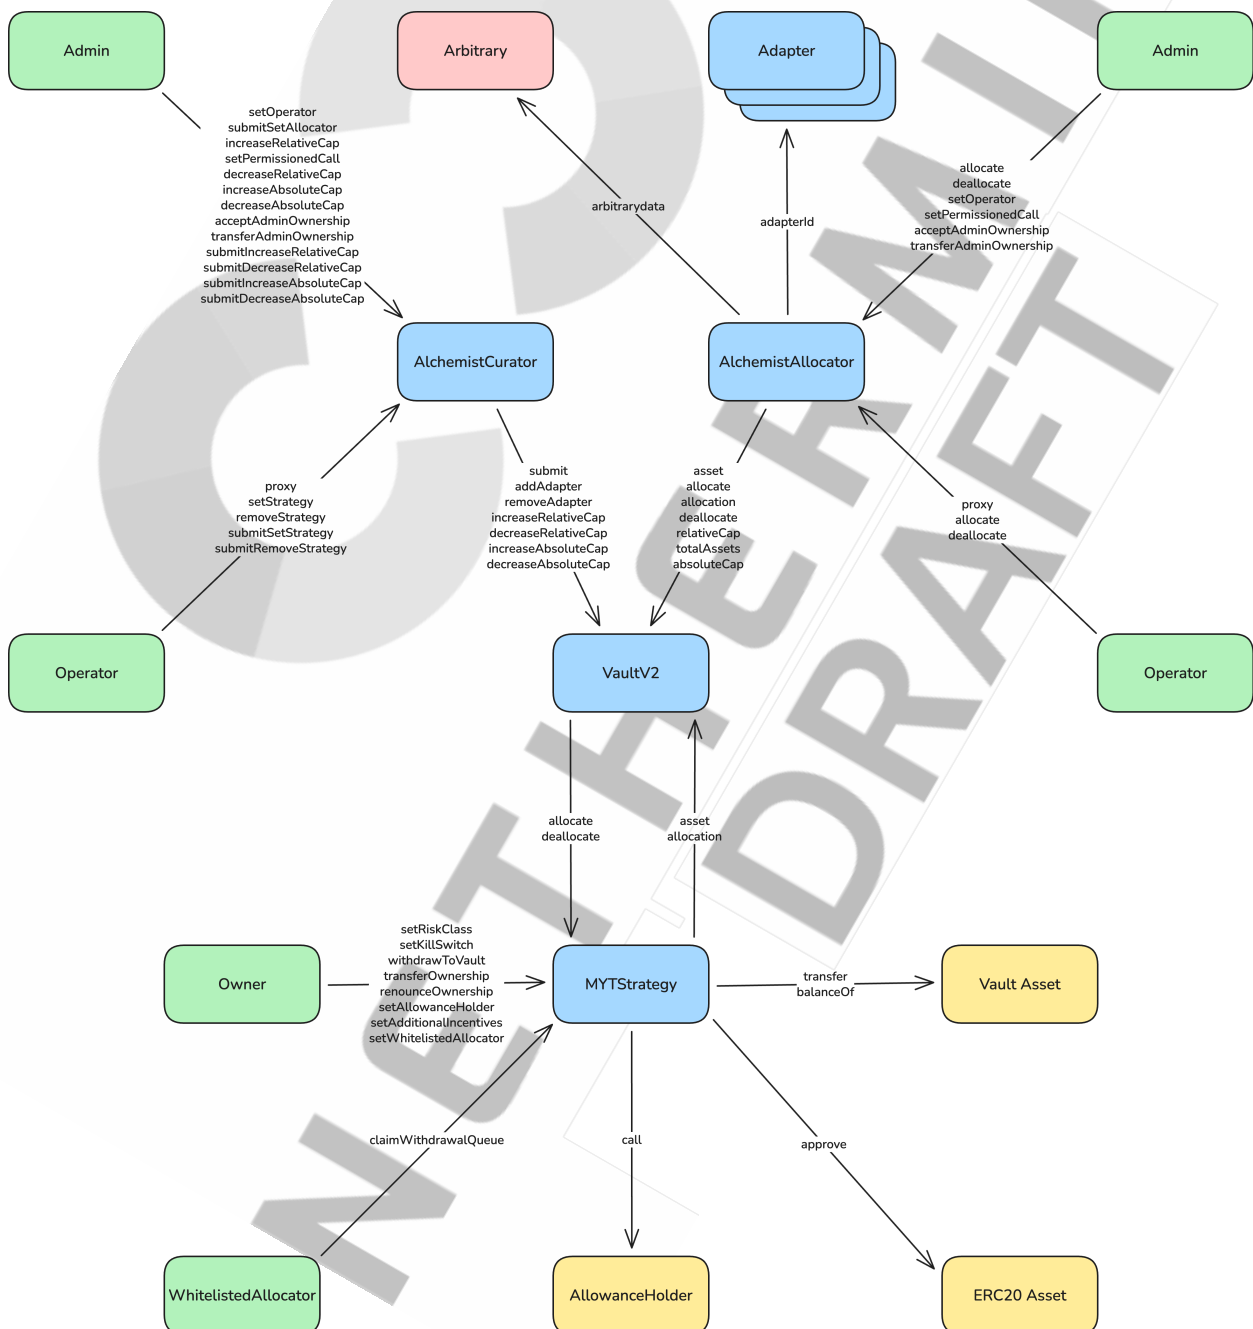 Admin
Arbitrary
Adapter
Admin
setOperator
submitSetAllocator
increaseRelativeCap
setPermissionedCall
decreaseRelativeCap
increaseAbsoluteCap
decreaseAbsoluteCap
acceptAdminOwnership
transferAdminOwnership
submitIncreaseRelativeCap
submitDecreaseRelativeCap
submitIncreaseAbsoluteCap
submitDecreaseAbsoluteCap
arbitrarydata
adapterId
allocate
deallocate
setOperator
setPermissionedCall
acceptAdminOwnership
transferAdminOwnership
AlchemistCurator
AlchemistAllocator
proxy
setStrategy
removeStrategy
submitSetStrategy
submitRemoveStrategy
submit
addAdapter
removeAdapter
increaseRelativeCap
decreaseRelativeCap
increaseAbsoluteCap
decreaseAbsoluteCap
asset
allocate
allocation
deallocate
relativeCap
totalAssets
absoluteCap
proxy
allocate
deallocate
Operator
VaultV2
Operator
allocate
deallocate
asset
allocation
Owner
setRiskClass
setKillSwitch
withdrawToVault
transferOwnership
renounceOwnership
setAllowanceHolder
setAdditionalIncentives
setWhitelistedAllocator
MYTStrategy
transfer
balanceOf
Vault Asset
claimWithdrawalQueue
call
approve
WhitelistedAllocator
AllowanceHolder
ERC20 Asset
NETHERMI
DRAFT